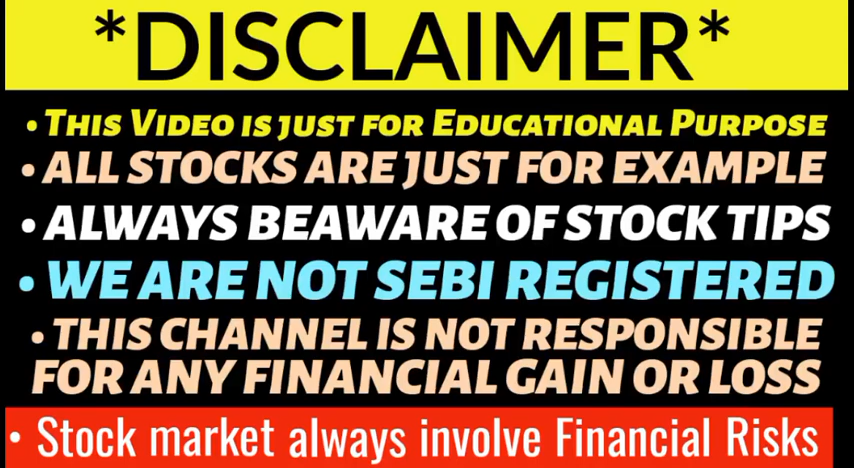 *DISCLAIMER*
• THIS VIDEO IS JUST FOR EDUCATIONAL PURPOSE
• ALL STOCKS ARE JUST FOR EXAMPLE
• ALWAYS BEAWARE OF STOCK TIPS
• WE ARE NOT SEBI REGISTERED
• THIS CHANNEL IS NOT RESPONSIBLE
FOR ANY FINANCIAL GAIN OR LOSS
• Stock market always involve Financial Risks